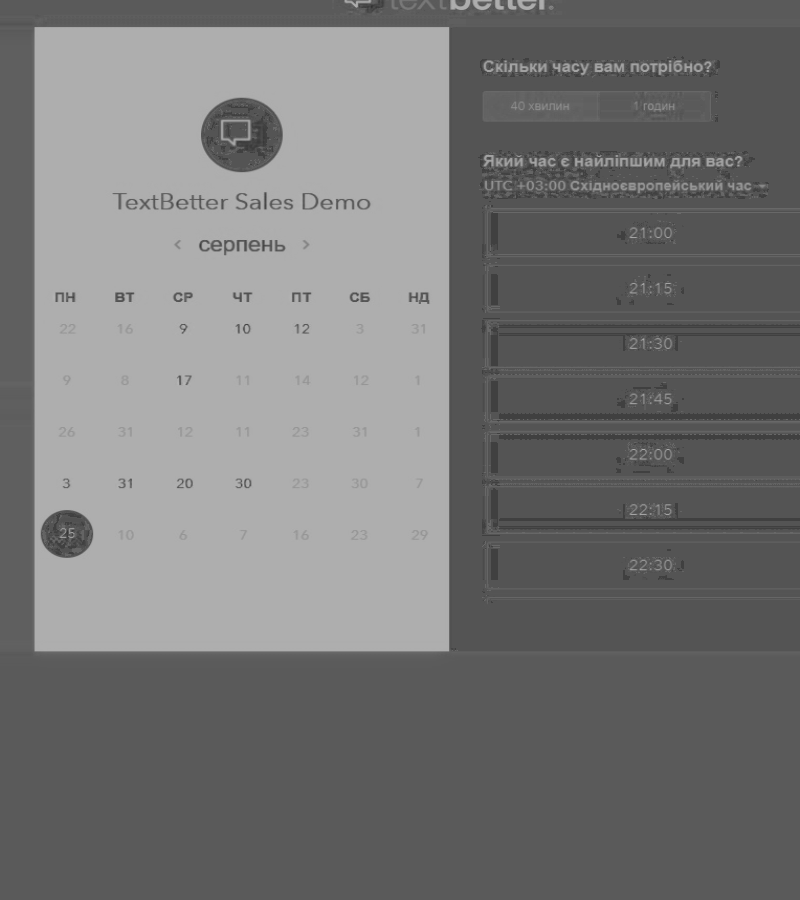 textbetter.
TextBetter Sales Demo
< серпень >
ПН ВТ СР ЧТ ПТ СБ НД
22 16 9 10 12 3 31
9 8 17 11 14 12 1
26 31 12 11 23 31 1
3 31 20 30 23 30 7
25 10 6 7 16 23 29
Скільки часу вам потрібно?
40 хвилин 1 годин
Який час є найліпшим для вас?
UTC +03:00 Східноєвропейський час
21:00
21:15
21:30
21:45
22:00
22:15
22:30